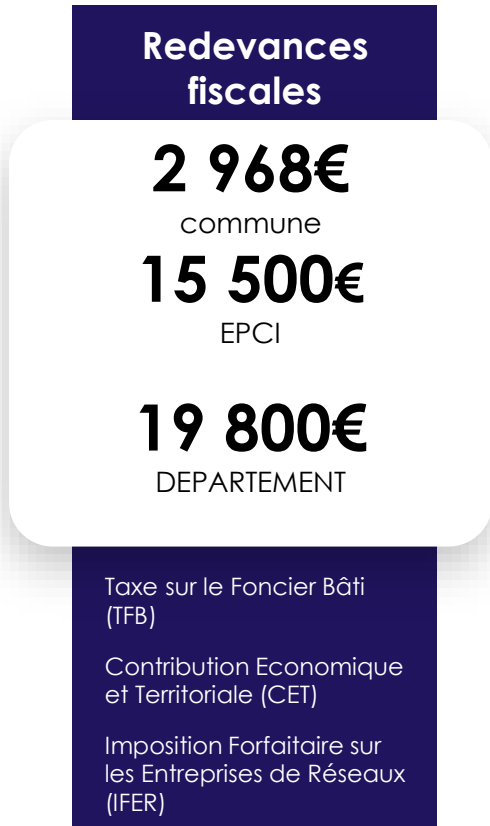 Redevances
fiscales
2 968€
commune
15 500€
EPCI
19 800€
DEPARTEMENT
Taxe sur le Foncier Bâti
(TFB)
Contribution Economique
et Territoriale (CET)
Imposition Forfaitaire sur
les Entreprises de Réseaux
(IFER)